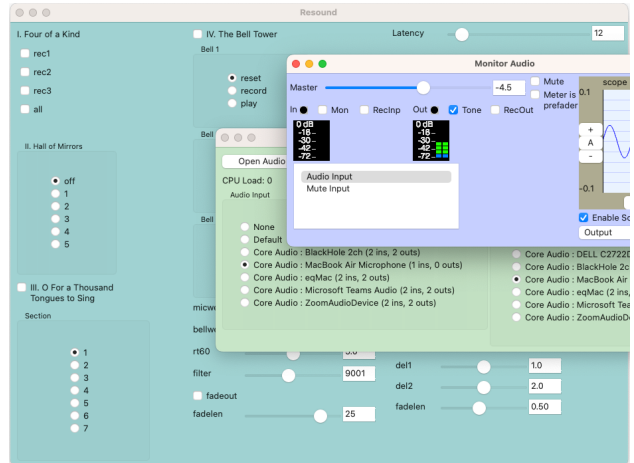 Resound
I. Four of a Kind
rec1
rec2
rec3
all
II. Hall of Mirrors
off
1
2
3
4
5
III. O For a Thousand
Tongues to Sing
Section
1
2
3
4
5
6
7
IV. The Bell Tower
Bell 1
reset
record
play
Bell
Bell
micwe
bellwe
rt60
filter 9001
fadeout
fadelen 25
Latency 12
del1 1.0
del2 2.0
fadelen 0.50
Open Audio
CPU Load: 0
Audio Input
None
Default
Core Audio : BlackHole 2ch (2 ins, 2 outs)
Core Audio : MacBook Air Microphone (1 ins, 0 outs)
Core Audio : eqMac (2 ins, 2 outs)
Core Audio : Microsoft Teams Audio (2 ins, 2 outs)
Core Audio : ZoomAudioDevice (2 ins, 2 outs)
Core Audio : DELL C2722D
Core Audio : BlackHole 2c
Core Audio : MacBook Air
Core Audio : eqMac (2 ins,
Core Audio : Microsoft Tea
Core Audio : ZoomAudioD
Monitor Audio
Master -4.5
Mute
Meter is
prefader
In Mon RecInp Out Tone RecOut
0 dB
-18
-30
-42
-72
0 dB
-18
-30
-42
-72
Audio Input
Mute Input
scope
0.1
+
A
-
-0.1
Enable Sc
Output